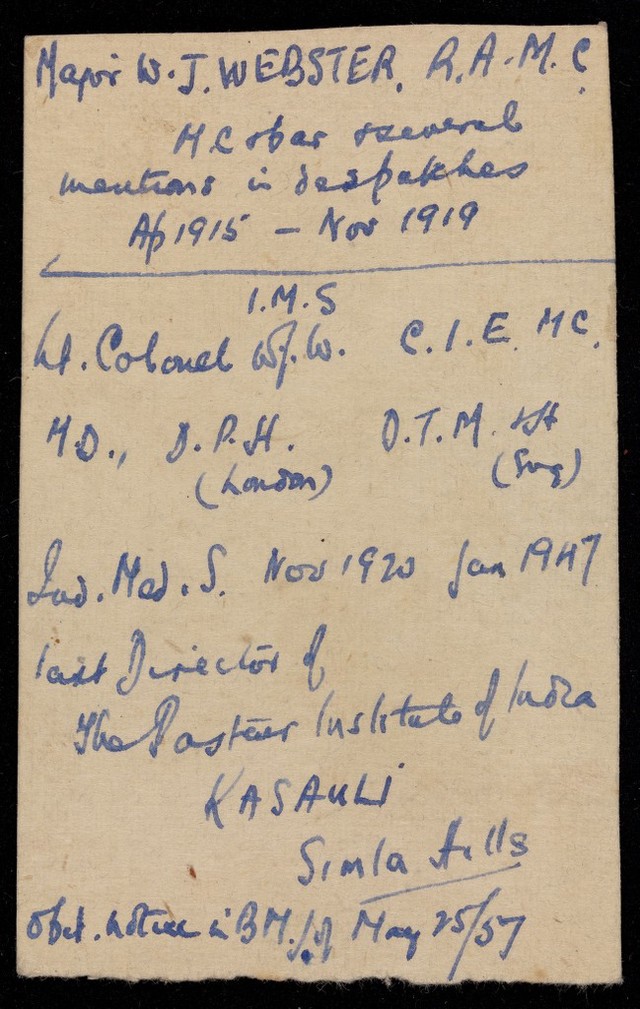 Major W. J. WEBSTER. R.A.M.C.
M.C & bar & several
mentions in despatches
Ap 1915 — Nov 1919
I.M.S
Lt. Colonel W.J.W. C.I.E. MC.
M.D., D.P.H. D.T.M. & H
(London) (Eng)
Ind. Med. S. Nov 1920 Jan 1947
last Director of
The Pasteur Institute of India
KASAULI
Simla Hills
Obit. notice in B M. J. of May 25/57